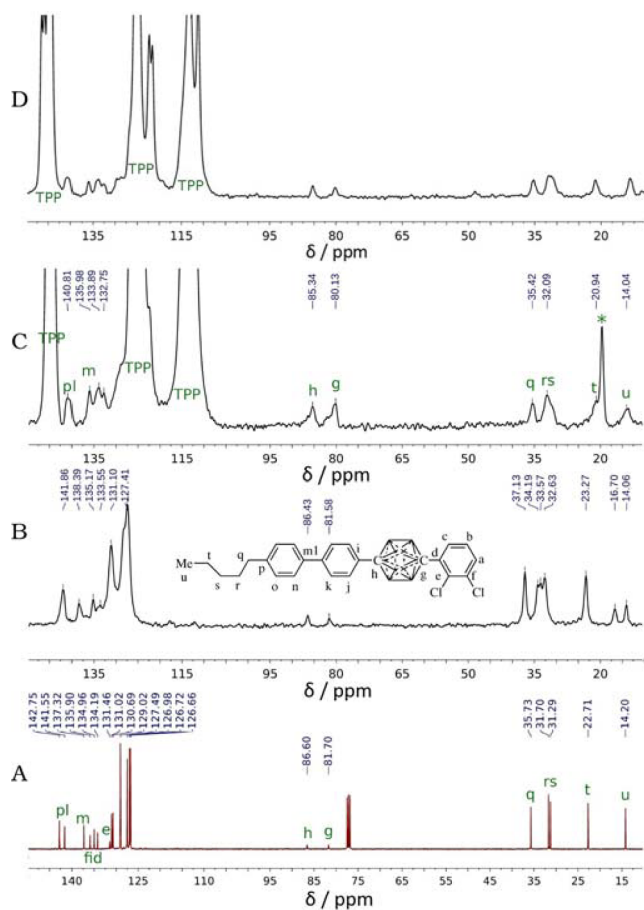 D
TPP
TPP
TPP
135
95
80
65
50
35
20
δ / ppm
140.81
135.98
133.89
132.75
85.34
80.13
35.42
32.09
20.94
14.04
C
TPP
pl
m
TPP
TPP
h
g
q
rs
t
*
u
135
95
80
65
50
35
20
δ / ppm
141.86
138.39
135.17
133.55
131.10
127.41
86.43
81.58
37.13
34.19
33.57
32.63
23.27
16.70
14.06
B
Me
u
t
s
r
q
p
o
n
m l
k
j
i
C
h
C
g
d
c
b
a
f
e
Cl
Cl
135
95
80
65
50
35
20
δ / ppm
142.75
141.55
137.32
135.90
134.96
134.19
131.46
131.02
130.69
129.02
127.49
126.98
126.72
126.66
86.60
81.70
35.73
31.70
31.29
22.71
14.20
A
pl
m
fid
e
h
g
q
rs
t
u
140
130
115
105
95
85
75
65
55
45
35
25
15
δ / ppm